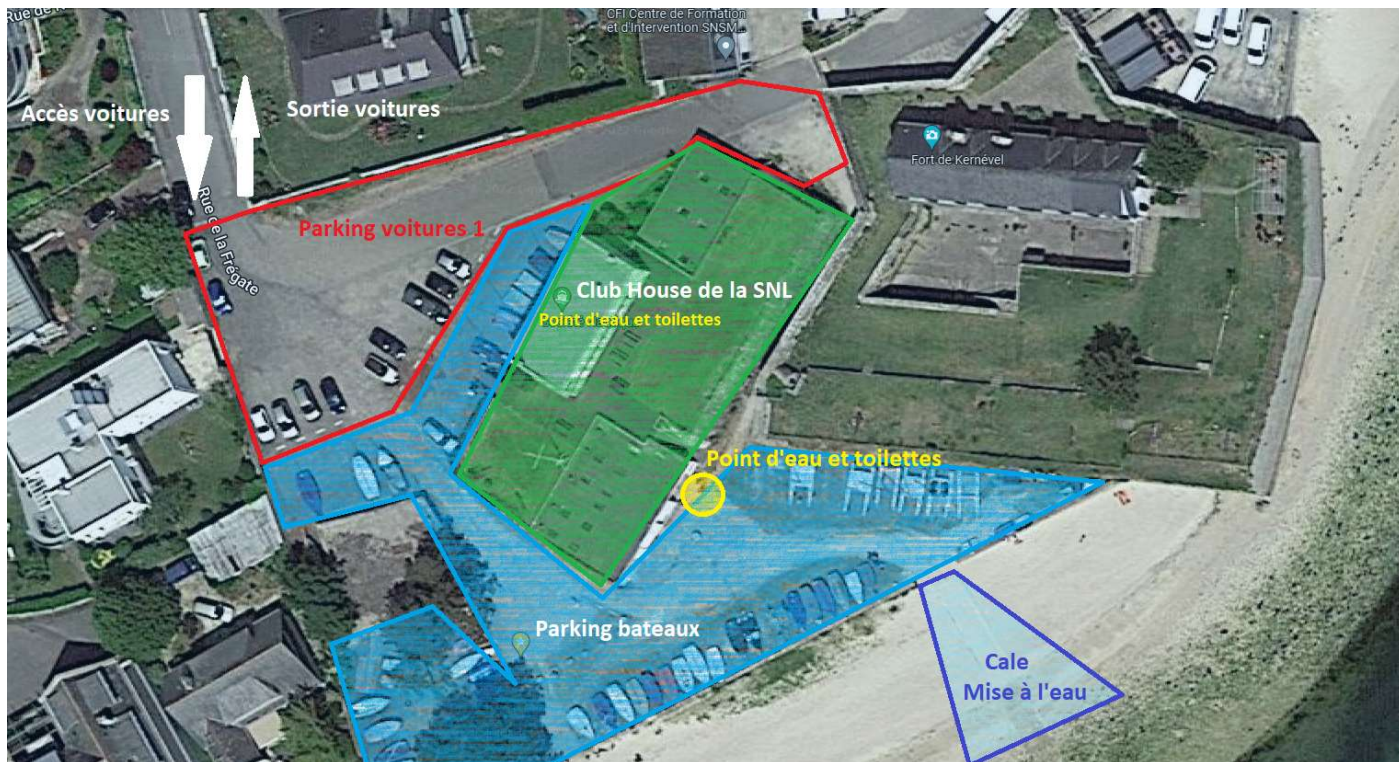 Rue de
CFI Centre de Formation
et d'Intervention SNSM...
Accès voitures
Sortie voitures
Fort de Kernével
Rue de la Frégate
Parking voitures 1
Club House de la SNL
Point d'eau et toilettes
Point d'eau et toilettes
Parking bateaux
Cale
Mise à l'eau